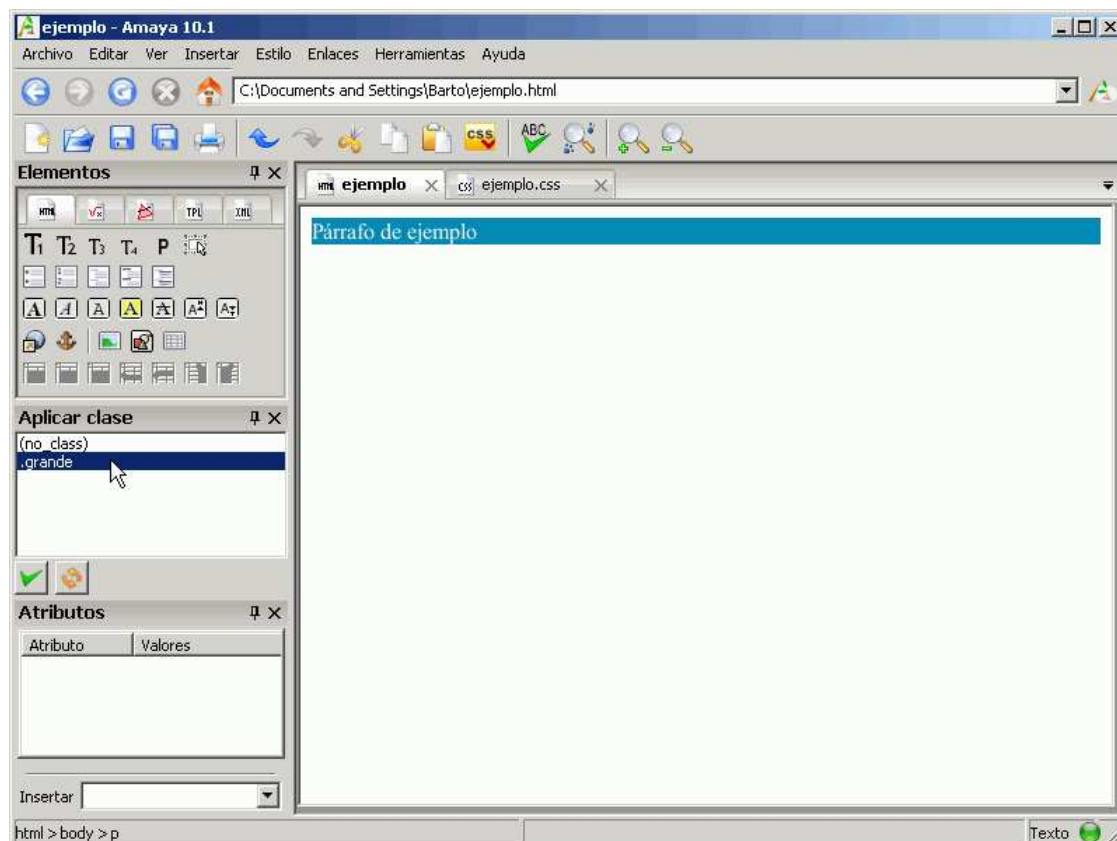 ejemplo - Amaya 10.1
Archivo Editar Ver Insertar Estilo Enlaces Herramientas Ayuda
C:\Documents and Settings\Barto\ejemplo.html
CSS ABC
Elementos
HTML √x TPL XML
T1 T2 T3 T4 P
A A A A A A A
Aplicar clase
(no_class)
.grande
Atributos
Atributo Valores
Insertar
html > body > p
HTML ejemplo CSS ejemplo.css
Párrafo de ejemplo
Texto